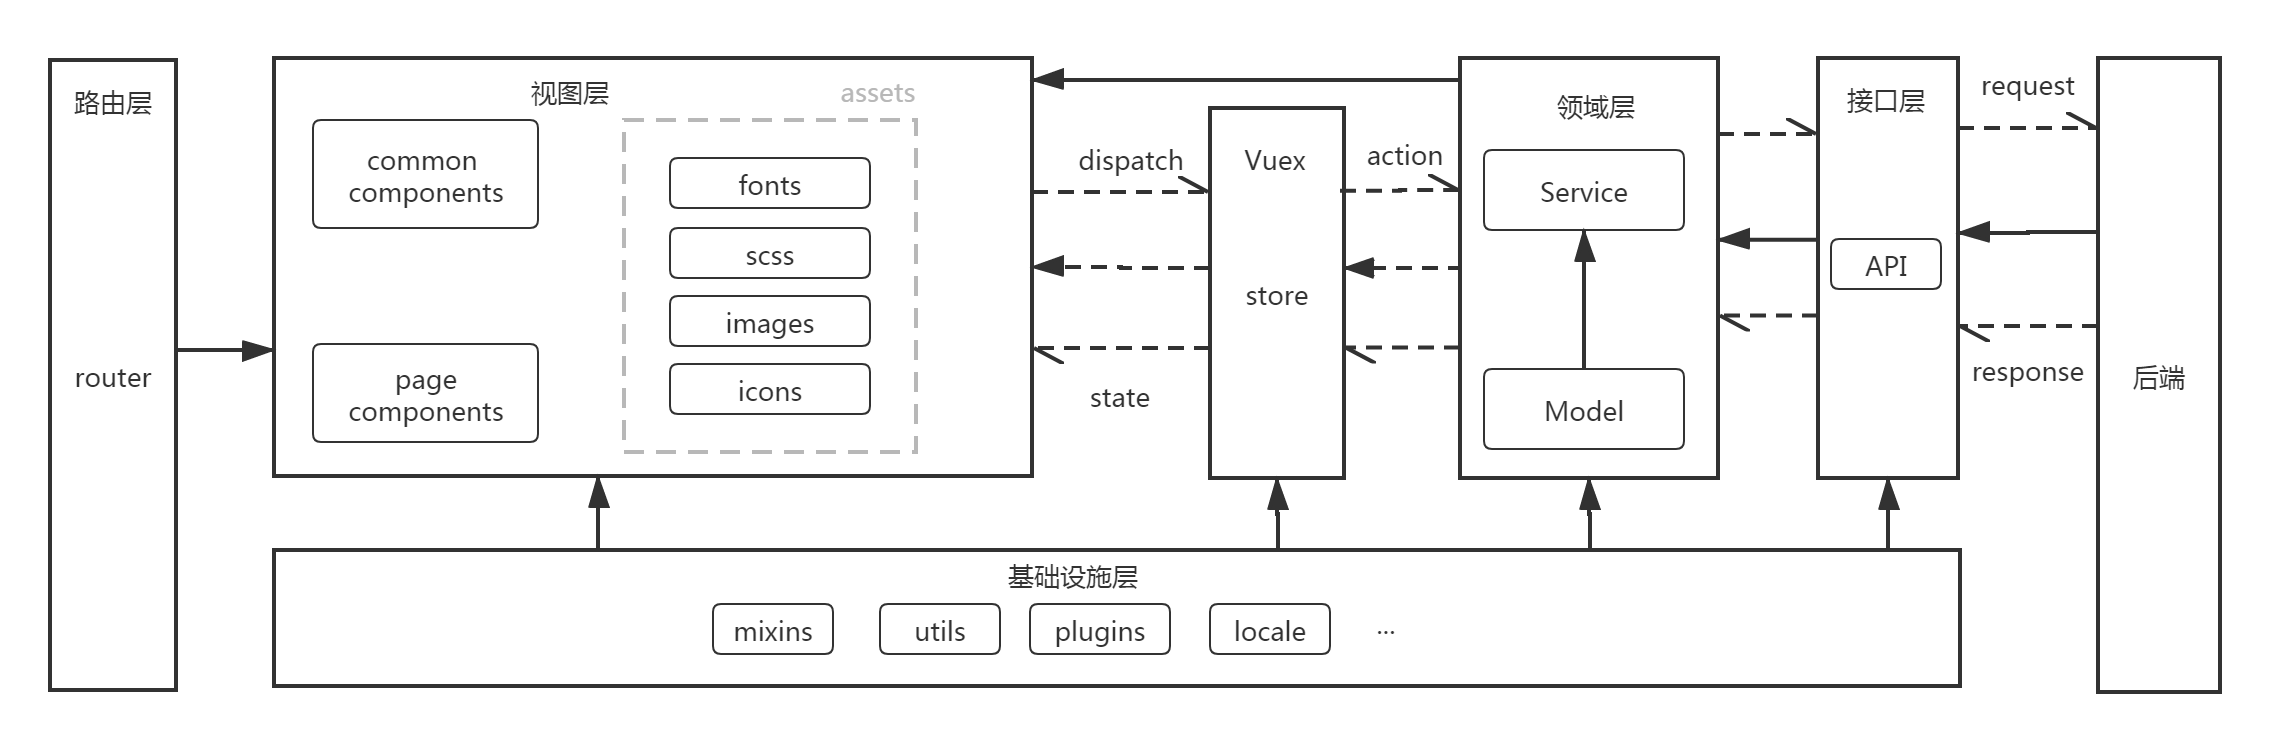 路由层
router
视图层
assets
common
components
page
components
fonts
scss
images
icons
dispatch
state
Vuex
store
action
领域层
Service
Model
接口层
API
request
response
后端
基础设施层
mixins
utils
plugins
locale
...